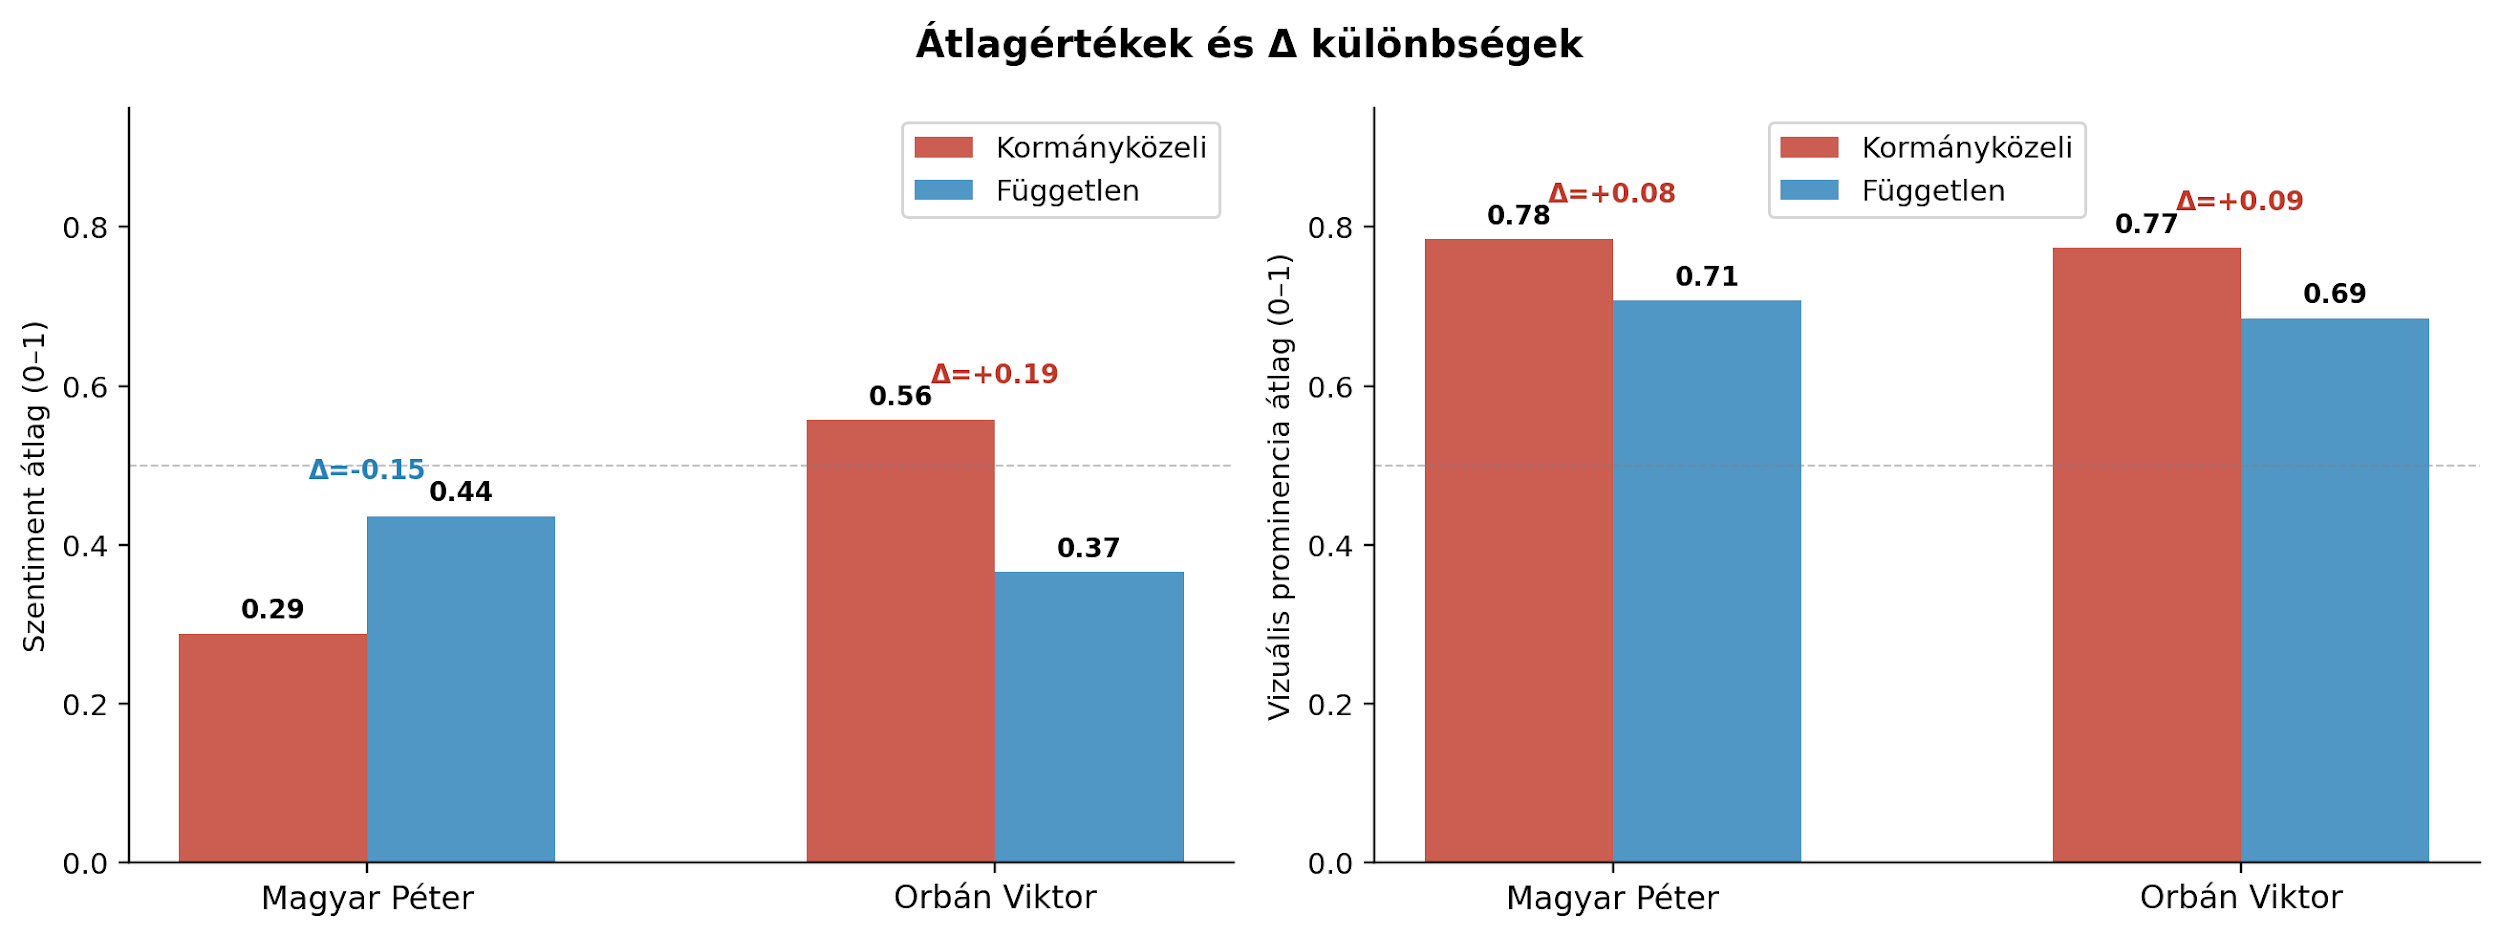 Átlagértékek és Δ különbségek
Szentiment átlag (0–1)
0.8
0.6
0.4
0.2
0.0
Kormányközeli
Független
Δ=-0.15
0.29
0.44
Δ=+0.19
0.56
0.37
Magyar Péter
Orbán Viktor
Vizuális prominencia átlag (0–1)
0.8
0.6
0.4
0.2
0.0
Kormányközeli
Független
Δ=+0.08
0.78
0.71
Δ=+0.09
0.77
0.69
Magyar Péter
Orbán Viktor